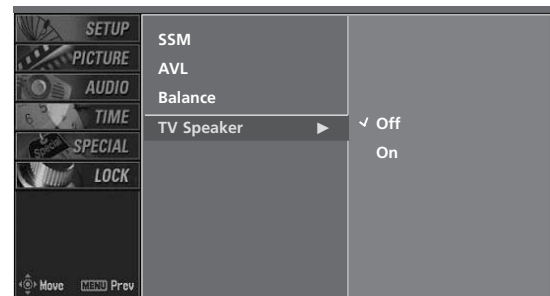 SETUP
PICTURE
AUDIO
TIME
SPECIAL
LOCK
Move MENU Prev
SSM
AVL
Balance
TV Speaker ►
✓ Off
On